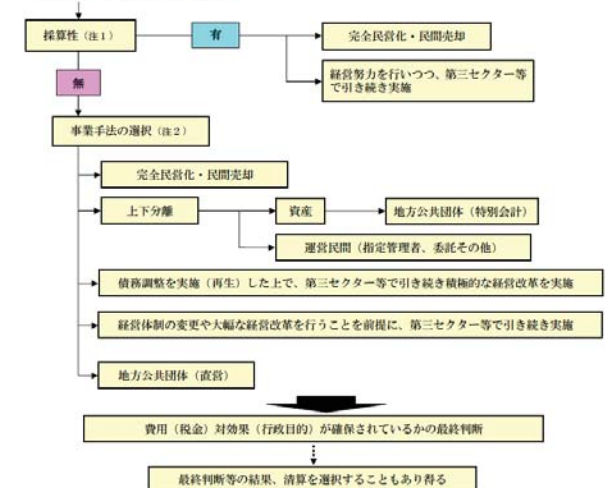 採算性（注1）
有
完全民営化・民間売却
経営努力を行いつつ、第三セクター等
で引き続き実施
無
事業手法の選択（注2）
完全民営化・民間売却
上下分離
資産
地方公共団体（特別会計）
運営民間（指定管理者、委託その他）
債務調整を実施（再生）した上で、第三セクター等で引き続き積極的な経営改革を実施
経営体制の変更や大幅な経営改革を行うことを前提に、第三セクター等で引き続き実施
地方公共団体（直営）
費用（税金）対効果（行政目的）が確保されているかの最終判断
最終判断等の結果、清算を選択することもあり得る